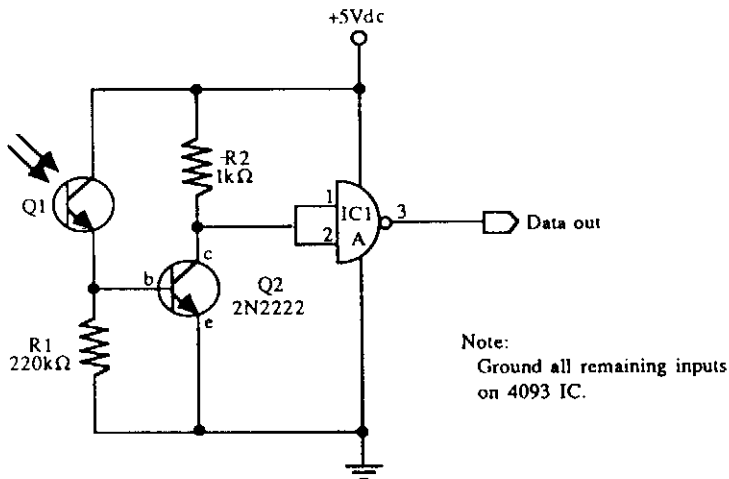 +5Vdc
R2
1kΩ
Q1
1
2
IC1
A
3
Data out
c
b
e
Q2
2N2222
R1
220kΩ
Note:
Ground all remaining inputs
on 4093 IC.